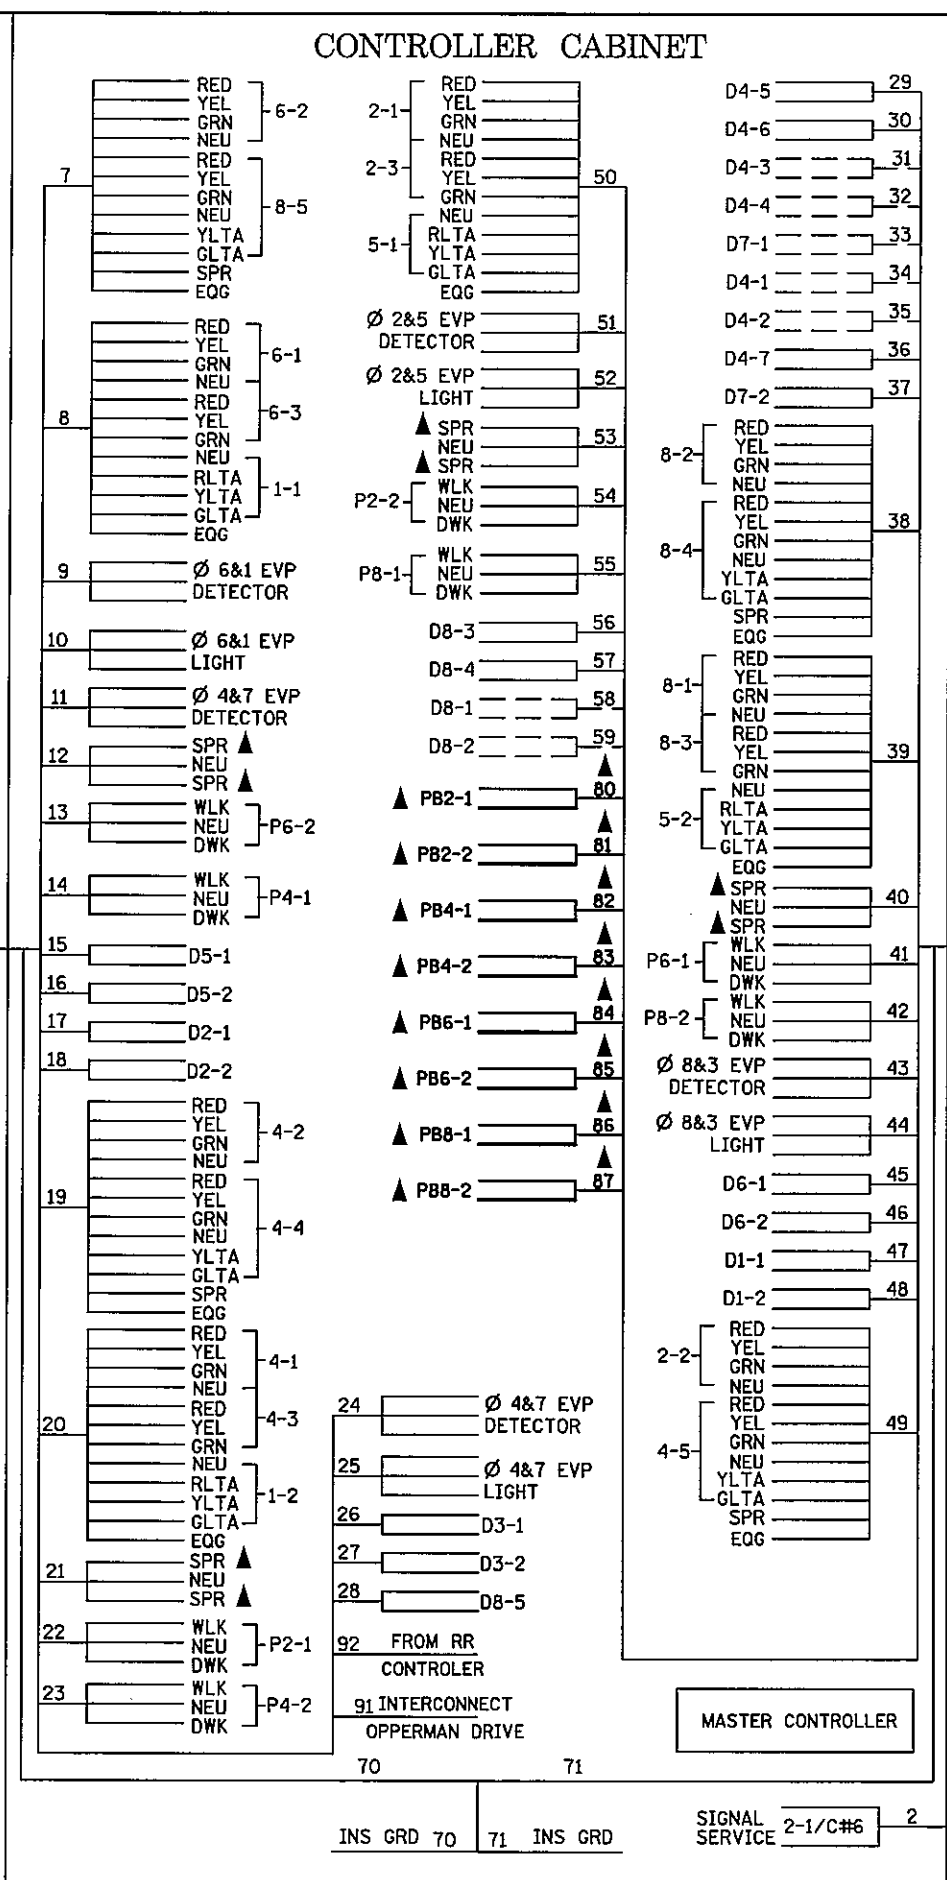 CONTROLLER CABINET
7
RED
YEL
GRN
NEU
6-2
RED
YEL
GRN
NEU
YLTA
GLTA
8-5
SPR
EQG
8
RED
YEL
GRN
NEU
6-1
RED
YEL
GRN
6-3
NEU
RLTA
YLTA
GLTA
1-1
EQG
9
Ø 6&1 EVP
DETECTOR
10
Ø 6&1 EVP
LIGHT
11
Ø 4&7 EVP
DETECTOR
12
SPR ▲
NEU
SPR ▲
13
WLK
NEU
DWK
P6-2
14
WLK
NEU
DWK
P4-1
15
D5-1
16
D5-2
17
D2-1
18
D2-2
19
RED
YEL
GRN
NEU
4-2
RED
YEL
GRN
NEU
YLTA
GLTA
4-4
SPR
EQG
20
RED
YEL
GRN
NEU
4-1
RED
YEL
GRN
4-3
NEU
RLTA
YLTA
GLTA
1-2
EQG
21
SPR ▲
NEU
SPR ▲
22
WLK
NEU
DWK
P2-1
23
WLK
NEU
DWK
P4-2
2-1
RED
YEL
GRN
NEU
2-3
RED
YEL
GRN
5-1
NEU
RLTA
YLTA
GLTA
EQG
50
Ø 2&5 EVP
DETECTOR
51
Ø 2&5 EVP
LIGHT
52
▲ SPR
NEU
▲ SPR
53
P2-2
WLK
NEU
DWK
54
P8-1
WLK
NEU
DWK
55
D8-3
56
D8-4
57
D8-1
58
D8-2
59
▲ PB2-1
▲
80
▲ PB2-2
▲
81
▲ PB4-1
▲
82
▲ PB4-2
▲
83
▲ PB6-1
▲
84
▲ PB6-2
▲
85
▲ PB8-1
▲
86
▲ PB8-2
▲
87
24
Ø 4&7 EVP
DETECTOR
25
Ø 4&7 EVP
LIGHT
26
D3-1
27
D3-2
28
D8-5
92 FROM RR
CONTROLER
91 INTERCONNECT
OPPERMAN DRIVE
D4-5
29
D4-6
30
D4-3
31
D4-4
32
D7-1
33
D4-1
34
D4-2
35
D4-7
36
D7-2
37
8-2
RED
YEL
GRN
NEU
8-4
RED
YEL
GRN
NEU
YLTA
GLTA
SPR
EQG
38
8-1
RED
YEL
GRN
NEU
8-3
RED
YEL
GRN
5-2
NEU
RLTA
YLTA
GLTA
EQG
39
▲ SPR
NEU
▲ SPR
40
P6-1
WLK
NEU
DWK
41
P8-2
WLK
NEU
DWK
42
Ø 8&3 EVP
DETECTOR
43
Ø 8&3 EVP
LIGHT
44
D6-1
45
D6-2
46
D1-1
47
D1-2
48
2-2
RED
YEL
GRN
NEU
4-5
RED
YEL
GRN
NEU
YLTA
GLTA
SPR
EQG
49
MASTER CONTROLLER
70
71
INS GRD 70
71 INS GRD
SIGNAL
SERVICE
2-1/C#6
2